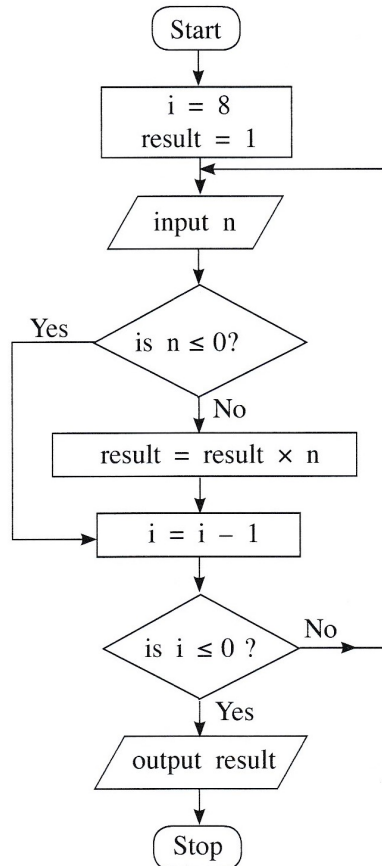 Start
i = 8
result = 1
input n
Yes
is n ≤ 0?
No
result = result × n
i = i – 1
is i ≤ 0 ?
No
Yes
output result
Stop